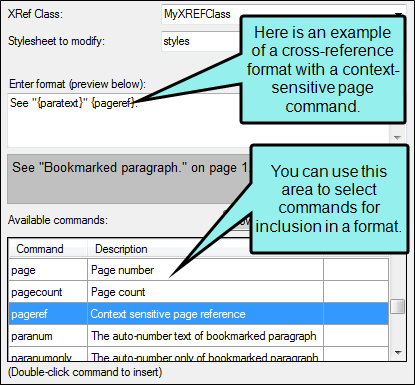 XRef Class:
MyXREFClass
Stylesheet to modify:
styles
Here is an example
of a cross-reference
format with a context-
sensitive page
command.
Enter format (preview below):
See "{paratext}" {pageref}.
See "Bookmarked paragraph." on page 1
You can use this
area to select
commands for
inclusion in a format.
Available commands:
Command Description
page Page number
pagecount Page count
pageref Context sensitive page reference
paranum The auto-number text of bookmarked paragraph
paranumonly The auto-number only of bookmarked paragraph
(Double-click command to insert)